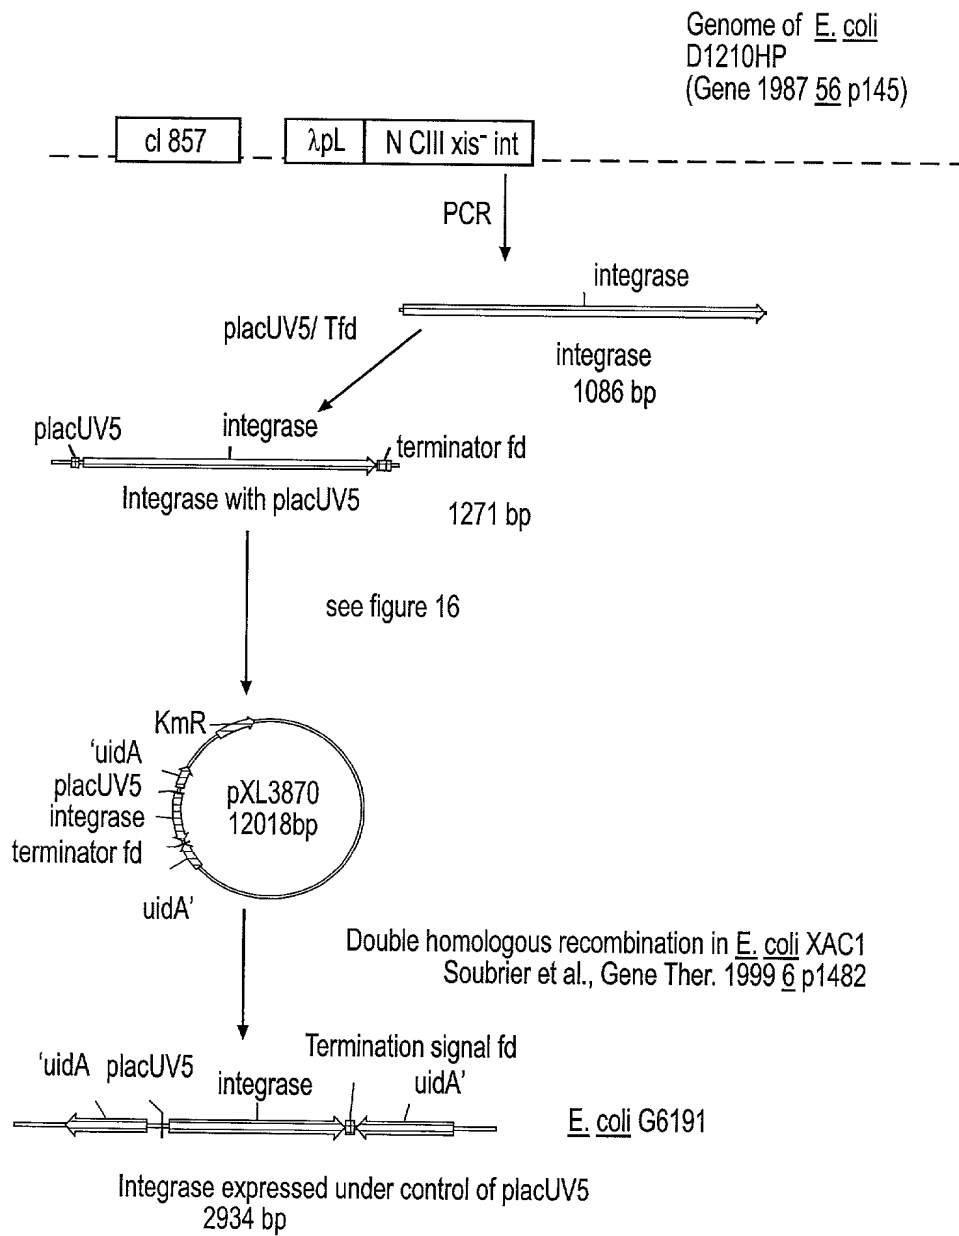 Genome of E. coli
D1210HP
(Gene 1987 56 p145)
cI 857
λpL
N CIII xis⁻ int
PCR
integrase
placUV5/ Tfd
integrase
1086 bp
placUV5
integrase
terminator fd
Integrase with placUV5
1271 bp
see figure 16
KmR
'uidA
placUV5
integrase
terminator fd
uidA'
pXL3870
12018bp
Double homologous recombination in E. coli XAC1
Soubrier et al., Gene Ther. 1999 6 p1482
Termination signal fd
'uidA placUV5
integrase
uidA'
E. coli G6191
Integrase expressed under control of placUV5
2934 bp